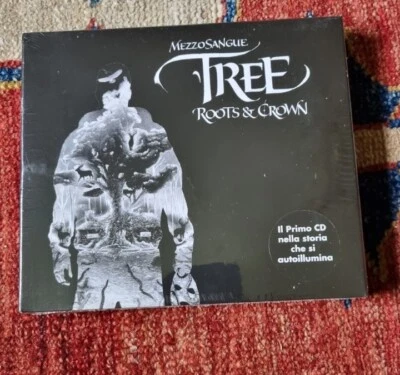 MEZZOSANGUE
TREE
ROOTS & CROWN
Il Primo CD
nella storia
che si
autoillumina